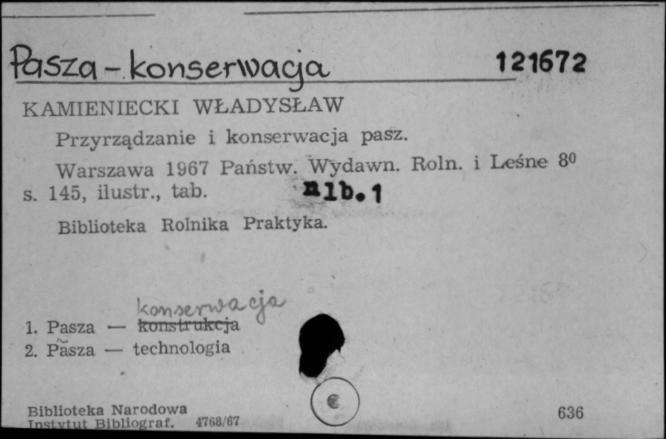 Pasza - konserwacja 121672
KAMIENIECKI WŁADYSŁAW
Przyrządzanie i konserwacja pasz.
Warszawa 1967 Państw. Wydawn. Roln. i Leśne 8⁰
s. 145, ilustr., tab. nlb. 1
Biblioteka Rolnika Praktyka.
konserwacja
1. Pasza — konstrukcja
2. Pasza — technologia
Biblioteka Narodowa
Instytut Bibliograf. 4768/67
636